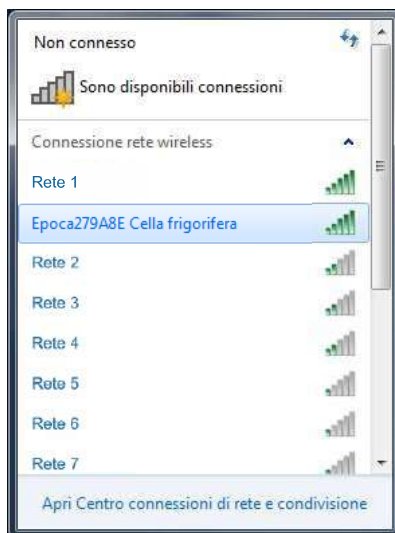 Non connesso
Sono disponibili connessioni
Connessione rete wireless
Rete 1
Epoca279A8E Cella frigorifera
Rete 2
Rete 3
Rete 4
Rete 5
Rete 6
Rete 7
Apri Centro connessioni di rete e condivisione